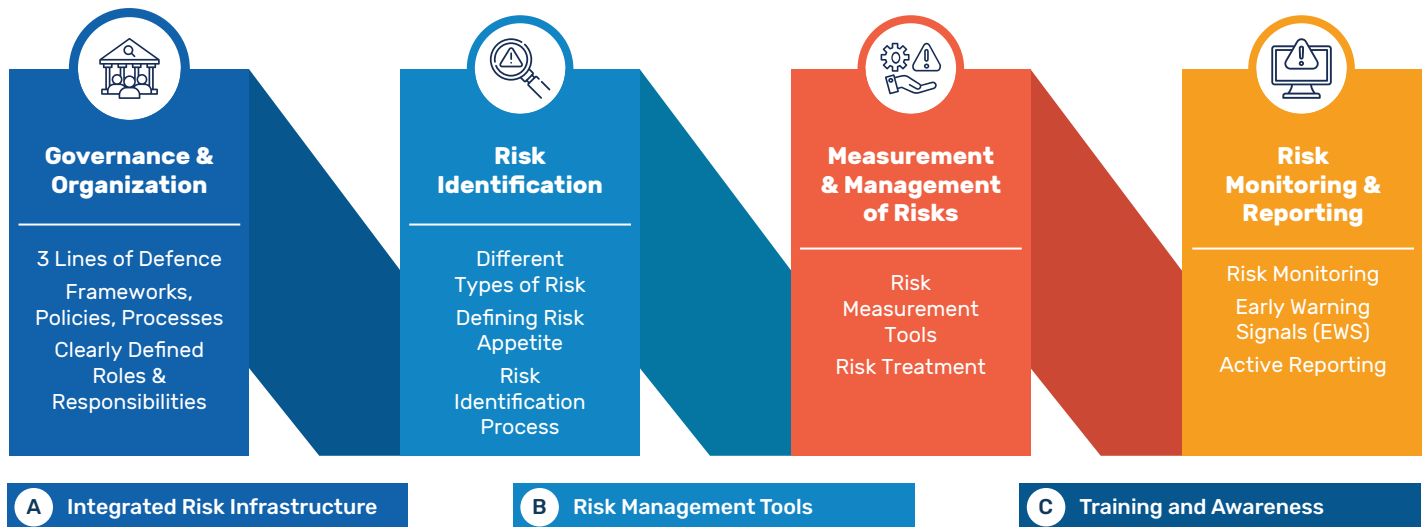 Governance &
Organization
3 Lines of Defence
Frameworks,
Policies, Processes
Clearly Defined
Roles &
Responsibilities
Risk
Identification
Different
Types of Risk
Defining Risk
Appetite
Risk
Identification
Process
Measurement
& Management
of Risks
Risk
Measurement
Tools
Risk Treatment
Risk
Monitoring &
Reporting
Risk Monitoring
Early Warning
Signals (EWS)
Active Reporting
A Integrated Risk Infrastructure
B Risk Management Tools
C Training and Awareness